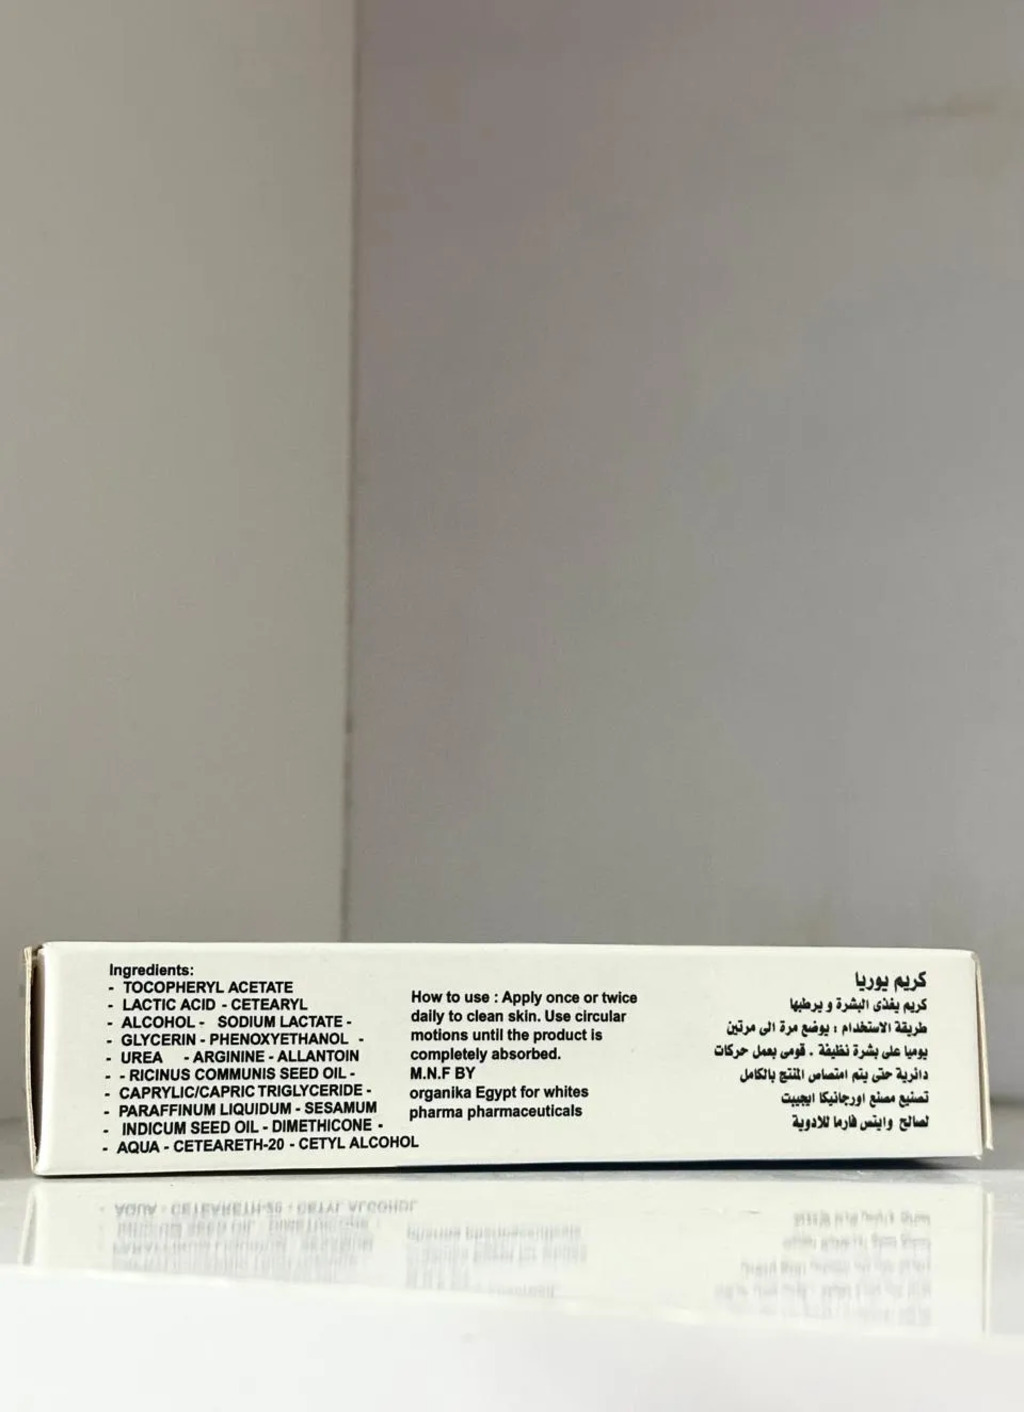 Ingredients:
- TOCOPHERYL ACETATE
- LACTIC ACID - CETEARYL
- ALCOHOL - SODIUM LACTATE -
- GLYCERIN - PHENOXYETHANOL -
- UREA - ARGININE - ALLANTOIN
- - RICINUS COMMUNIS SEED OIL -
- CAPRYLIC/CAPRIC TRIGLYCERIDE -
- PARAFFINUM LIQUIDUM - SESAMUM
- INDICUM SEED OIL - DIMETHICONE -
- AQUA - CETEARETH-20 - CETYL ALCOHOL
How to use : Apply once or twice
daily to clean skin. Use circular
motions until the product is
completely absorbed.
M.N.F BY
organika Egypt for whites
pharma pharmaceuticals
كريم يوريا
كريم يغذى البشرة و يرطبها
طريقة الاستخدام : يوضع مرة الى مرتين
يوميا على بشرة نظيفة . قومى بعمل حركات
دائرية حتى يتم امتصاص المنتج بالكامل
تصنيع مصنع اورجانيكا ايجيبت
لصالح وايتس فارما للادوية